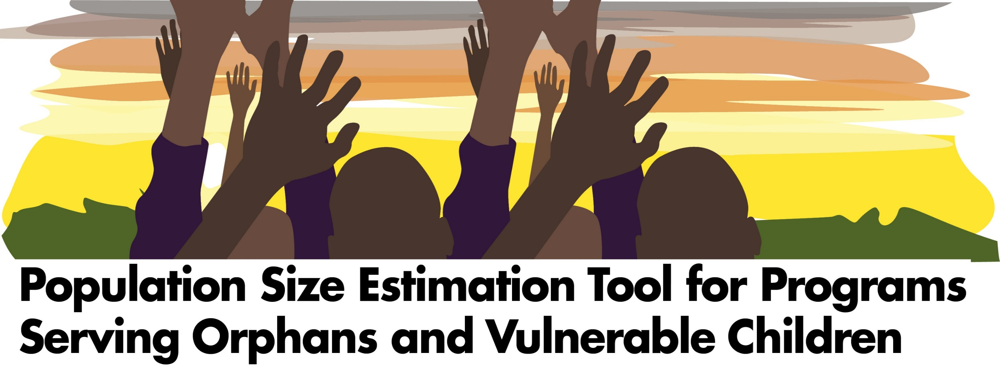 Population Size Estimation Tool for Programs
Serving Orphans and Vulnerable Children